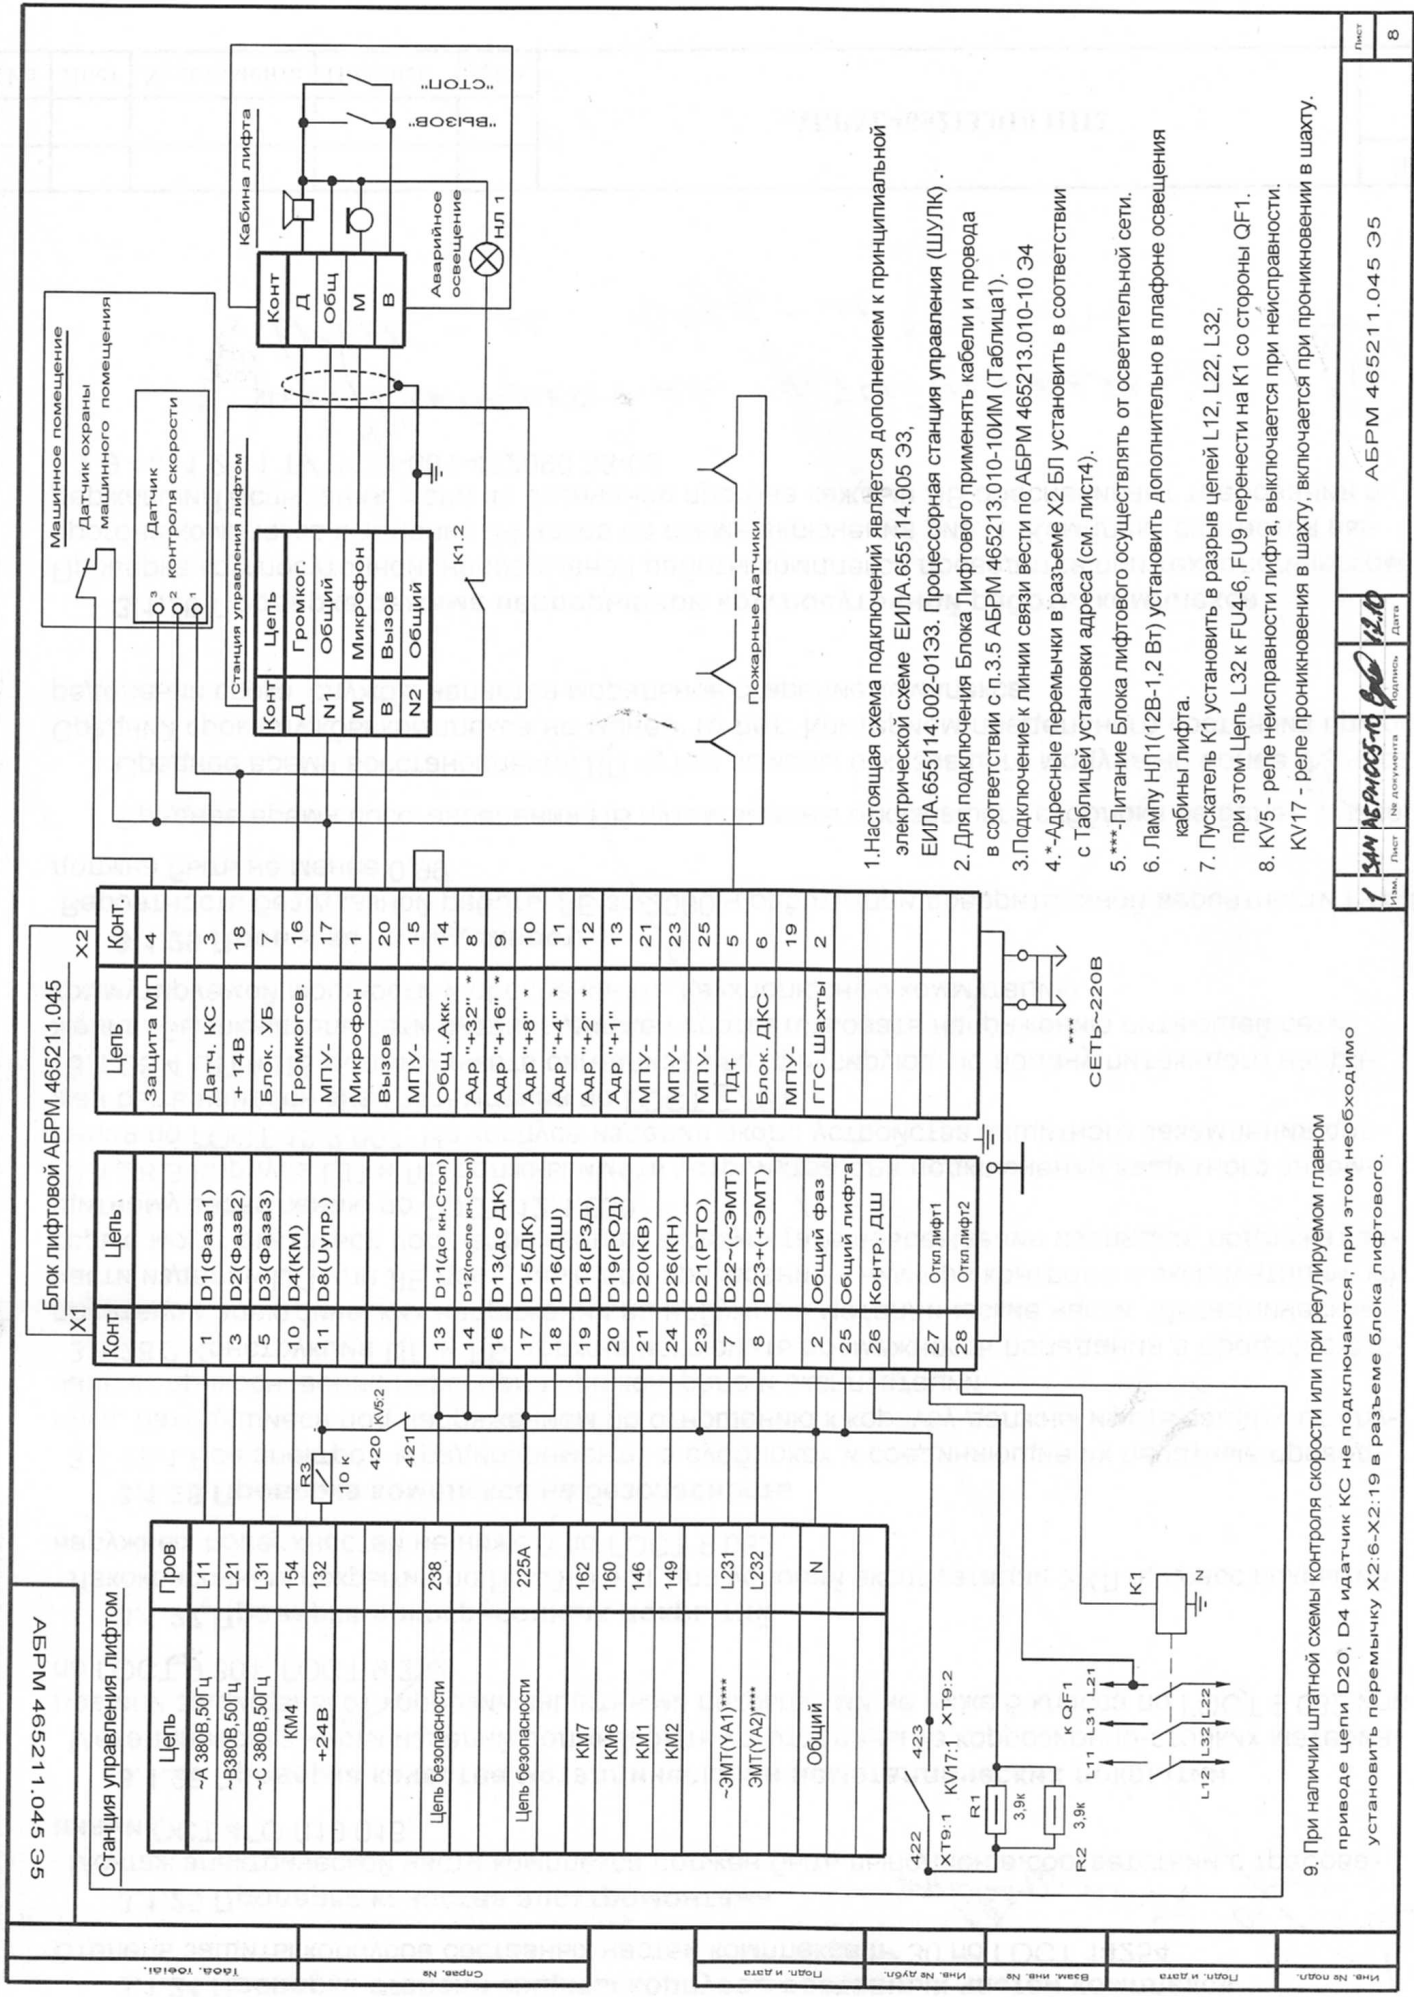 АБРМ 465211.045 Э5
Станция управления лифтом
Цепь Пров
~А 380В,50Гц L11
~В380В,50Гц L21
~С 380В,50Гц L31
КМ4 154
+24В 132
Цепь безопасности 238
Цепь безопасности 225А
КМ7 162
КМ6 160
КМ11 146
КМ2 149
~ЭМТ(YA1)**** L231
ЭМТ(YA2)**** L232
Общий N
R3
10 к
420
421
KV5:2
Блок лифтовой АБРМ 465211.045
X1
Конт. Цепь
1 D1(Фаза1)
3 D2(Фаза2)
5 D3(Фаза3)
10 D7(КМ)
11 D8(Uупр)
13 D11(до кн.Стоп)
14 D12(после кн.Стоп)
16 D13(до ДК)
17 D15(ДК)
18 D16(ДШ)
19 D18(РЗД)
20 D19(РОД)
21 D20(КВ)
24 D26(КН)
23 D21(РТО)
7 D22~(~ЭМТ)
8 D23+(~ЭМТ)
2 Общий фаз
25 Общий лифта
26 Контр. ДШ
27 Откл.лифт1
28 Откл.лифт2
X2
Цепь Конт.
Защита МП 4
Датч. КС 3
+ 14В 18
Блок. УБ 7
Громкогов. 16
МПУ- 17
Микрофон 1
Вызов 20
МПУ- 15
Общ .Акк. 14
Адр "+32" * 8
Адр "+16" * 9
Адр "+8" * 10
Адр "+4" * 11
Адр "+2" * 12
Адр "+1" * 13
МПУ- 21
МПУ- 23
МПУ- 25
ПД+ 5
Блок. ДКС 6
МПУ- 19
ГГС Шахты 2
***
СЕТЬ~220В
Машинное помещение
Датчик охраны
машинного помещения
Датчик
контроля скорости
3
2
1
Станция управления лифтом
Конт Цепь
Д Громког.
N1 Общий
М Микрофон
В Вызов
N2 Общий
К1.2
Кабина лифта
Конт
Д
Общ
М
В
"ВЫЗОВ"
"СТОП"
Аварийное
освещение
НЛ 1
Пожарные датчики
422
423
ХТ9:1
KV17:1
ХТ9:2
R1
3,9к
R2
3,9к
к QF1
L11 L31 L21
L12 L32 L22
К1
N
1.Настоящая схема подключений является дополнением к принципиальной
электрической схеме ЕИЛА.655114.005 Э3,
ЕИЛА.655114.002-01Э3. Процессорная станция управления (ШУЛК) .
2. Для подключения Блока Лифтового применять кабели и провода
в соответствии с п.3.5 АБРМ 465213.010-10ИМ (Таблица1).
3.Подключение к линии связи вести по АБРМ 465213.010-10 Э4
4.*-Адресные перемычки в разъеме Х2 БЛ установить в соответствии
с Таблицей установки адреса(см. лист4).
5.***-Питание Блока лифтового осуществлять от осветительной сети.
6. Лампу НЛ1(12В-1,2 Вт) установить дополнительно в плафоне освещения
кабины лифта.
7. Пускатель К1 установить в разрыв цепей L12, L22, L32,
при этом Цепь L32 к FU4-6, FU9 перенести на К1 со стороны QF1.
8. KV5 - реле неисправности лифта, выключается при неисправности.
KV17 - реле проникновения в шахту, включается при проникновении в шахту.
9. При наличии штатной схемы контроля скорости или при регулируемом главном
приводе цепи D20, D4 и датчик КС не подключаются, при этом необходимо
установить перемычку Х2:6-Х2:19 в разъеме блока лифтового.
Изм. Лист № документа Подпись Дата
АБРМ 465211.045 Э5
Лист
8
Справ. №
Подп. и дата
Инв. № дубл.
Взам. инв. №
Подп. и дата
Инв. № подл.